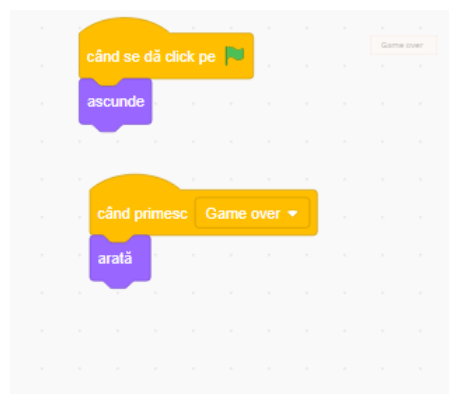 când se dă click pe
Game over
ascunde
când primesc Game over
arată